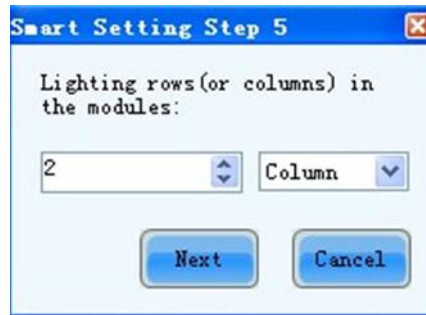 Smart Setting Step 5
Lighting rows(or columns) in
the modules:
2 Column
Next Cancel